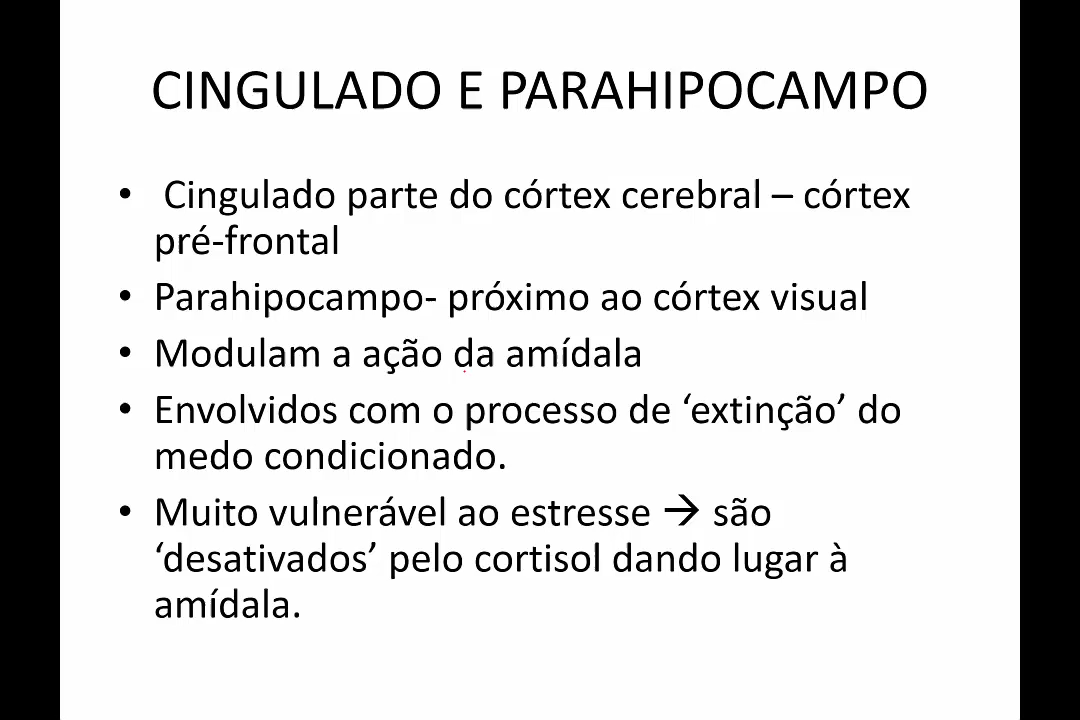 CINGULADO E PARAHIPOCAMPO
• Cingulado parte do córtex cerebral – córtex
pré-frontal
• Parahipocampo- próximo ao córtex visual
• Modulam a ação da amídala
• Envolvidos com o processo de ‘extinção’ do
medo condicionado.
• Muito vulnerável ao estresse → são
‘desativados’ pelo cortisol dando lugar à
amídala.